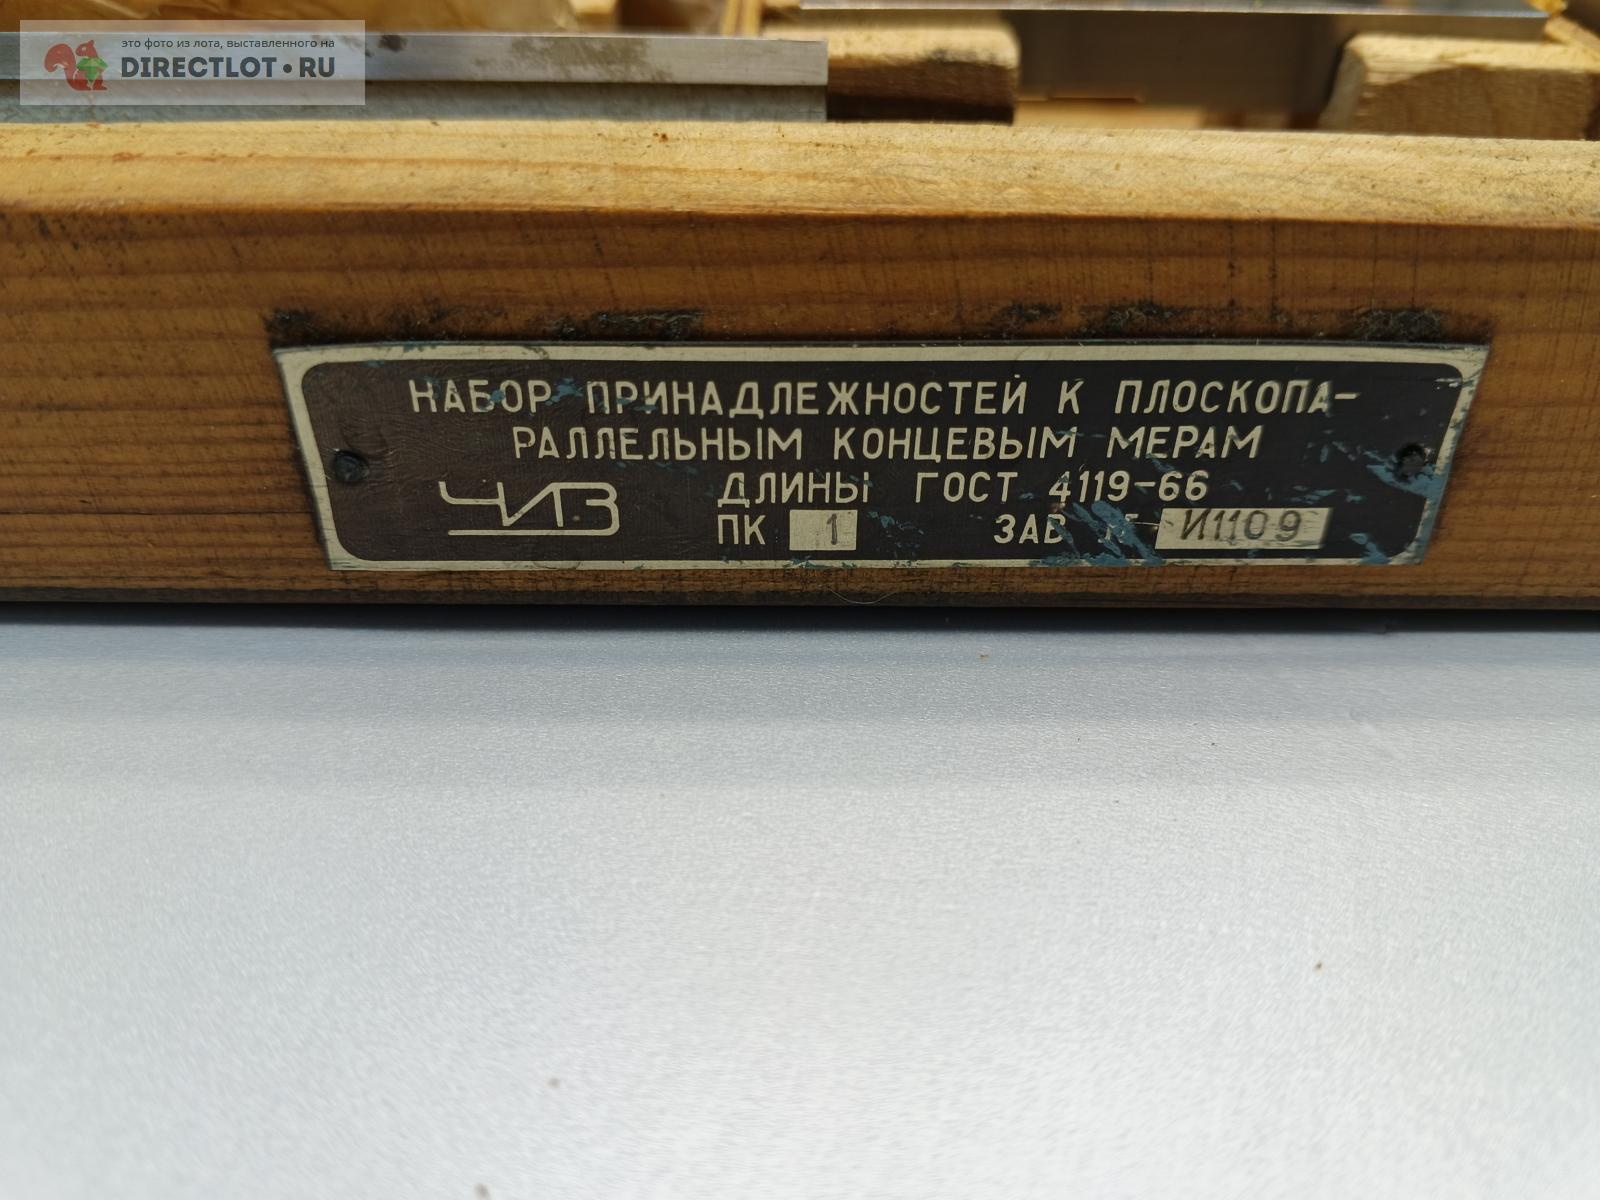 это фото из лота, выставленного на
DIRECTLOT • RU
НАБОР ПРИНАДЛЕЖНОСТЕЙ К ПЛОСКОПА-
РАЛЛЕЛЬНЫМ КОНЦЕВЫМ МЕРАМ
ДЛИНЫ ГОСТ 4119-66
ЧИЗ
ПК 1 ЗАВ № И1109